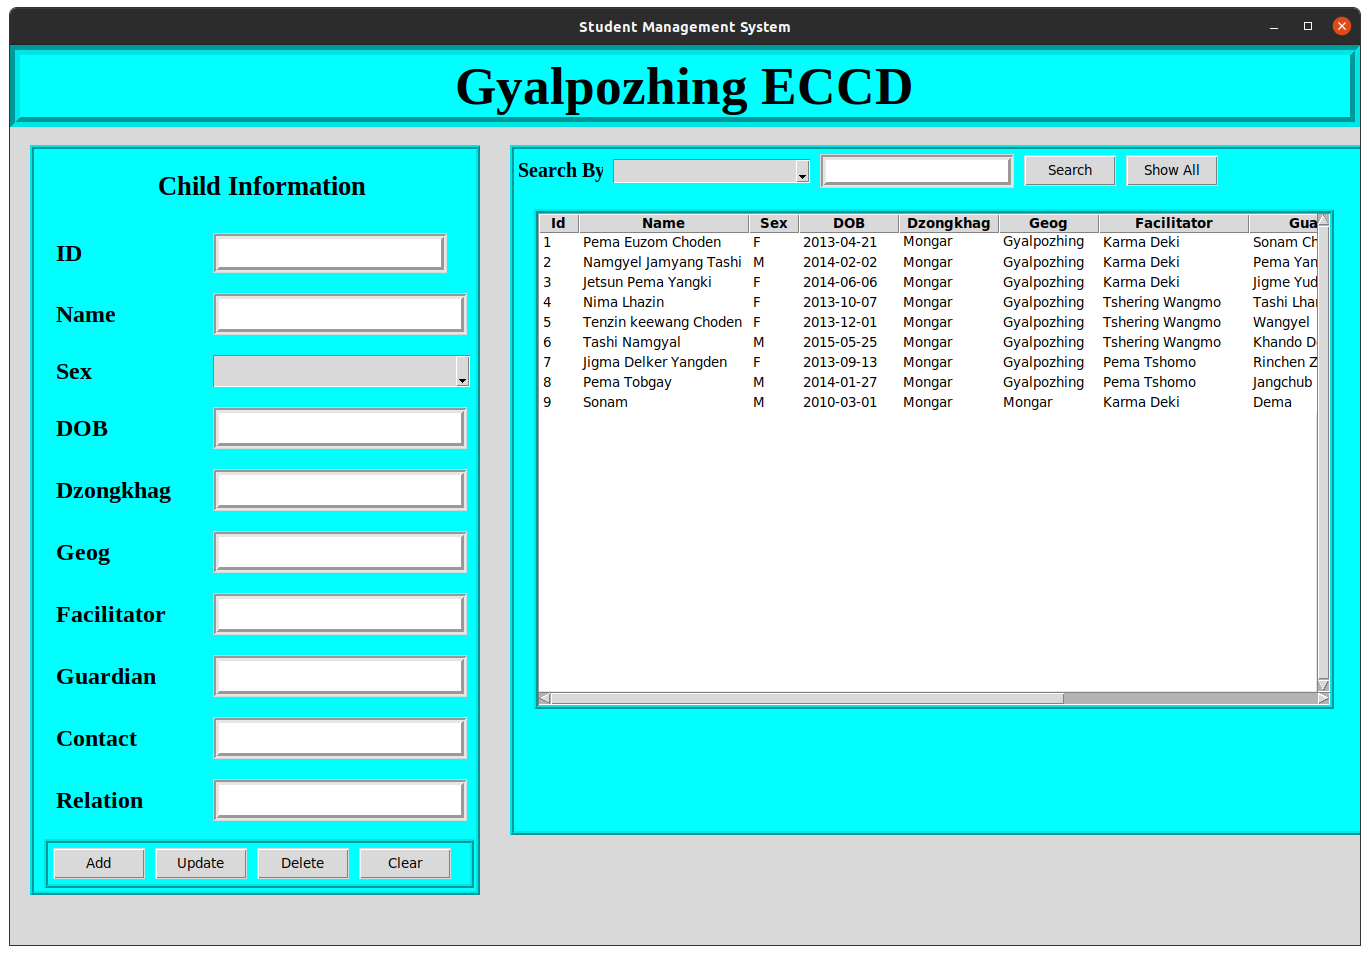 Student Management System
Gyalpozhing ECCD
Child Information
ID
Name
Sex
DOB
Dzongkhag
Geog
Facilitator
Guardian
Contact
Relation
Add Update Delete Clear
Search By Search Show All
Id Name Sex DOB Dzongkhag Geog Facilitator Gua
1 Pema Euzom Choden F 2013-04-21 Mongar Gyalpozhing Karma Deki Sonam Ch
2 Namgyel Jamyang Tashi M 2014-02-02 Mongar Gyalpozhing Karma Deki Pema Yan
3 Jetsun Pema Yangki F 2014-06-06 Mongar Gyalpozhing Karma Deki Jigme Yud
4 Nima Lhazin F 2013-10-07 Mongar Gyalpozhing Tshering Wangmo Tashi Lha
5 Tenzin keewang Choden F 2013-12-01 Mongar Gyalpozhing Tshering Wangmo Wangyel
6 Tashi Namgyal M 2015-05-25 Mongar Gyalpozhing Tshering Wangmo Khando D
7 Jigma Delker Yangden F 2013-09-13 Mongar Gyalpozhing Pema Tshomo Rinchen Z
8 Pema Tobgay M 2014-01-27 Mongar Gyalpozhing Pema Tshomo Jangchub
9 Sonam M 2010-03-01 Mongar Mongar Karma Deki Dema